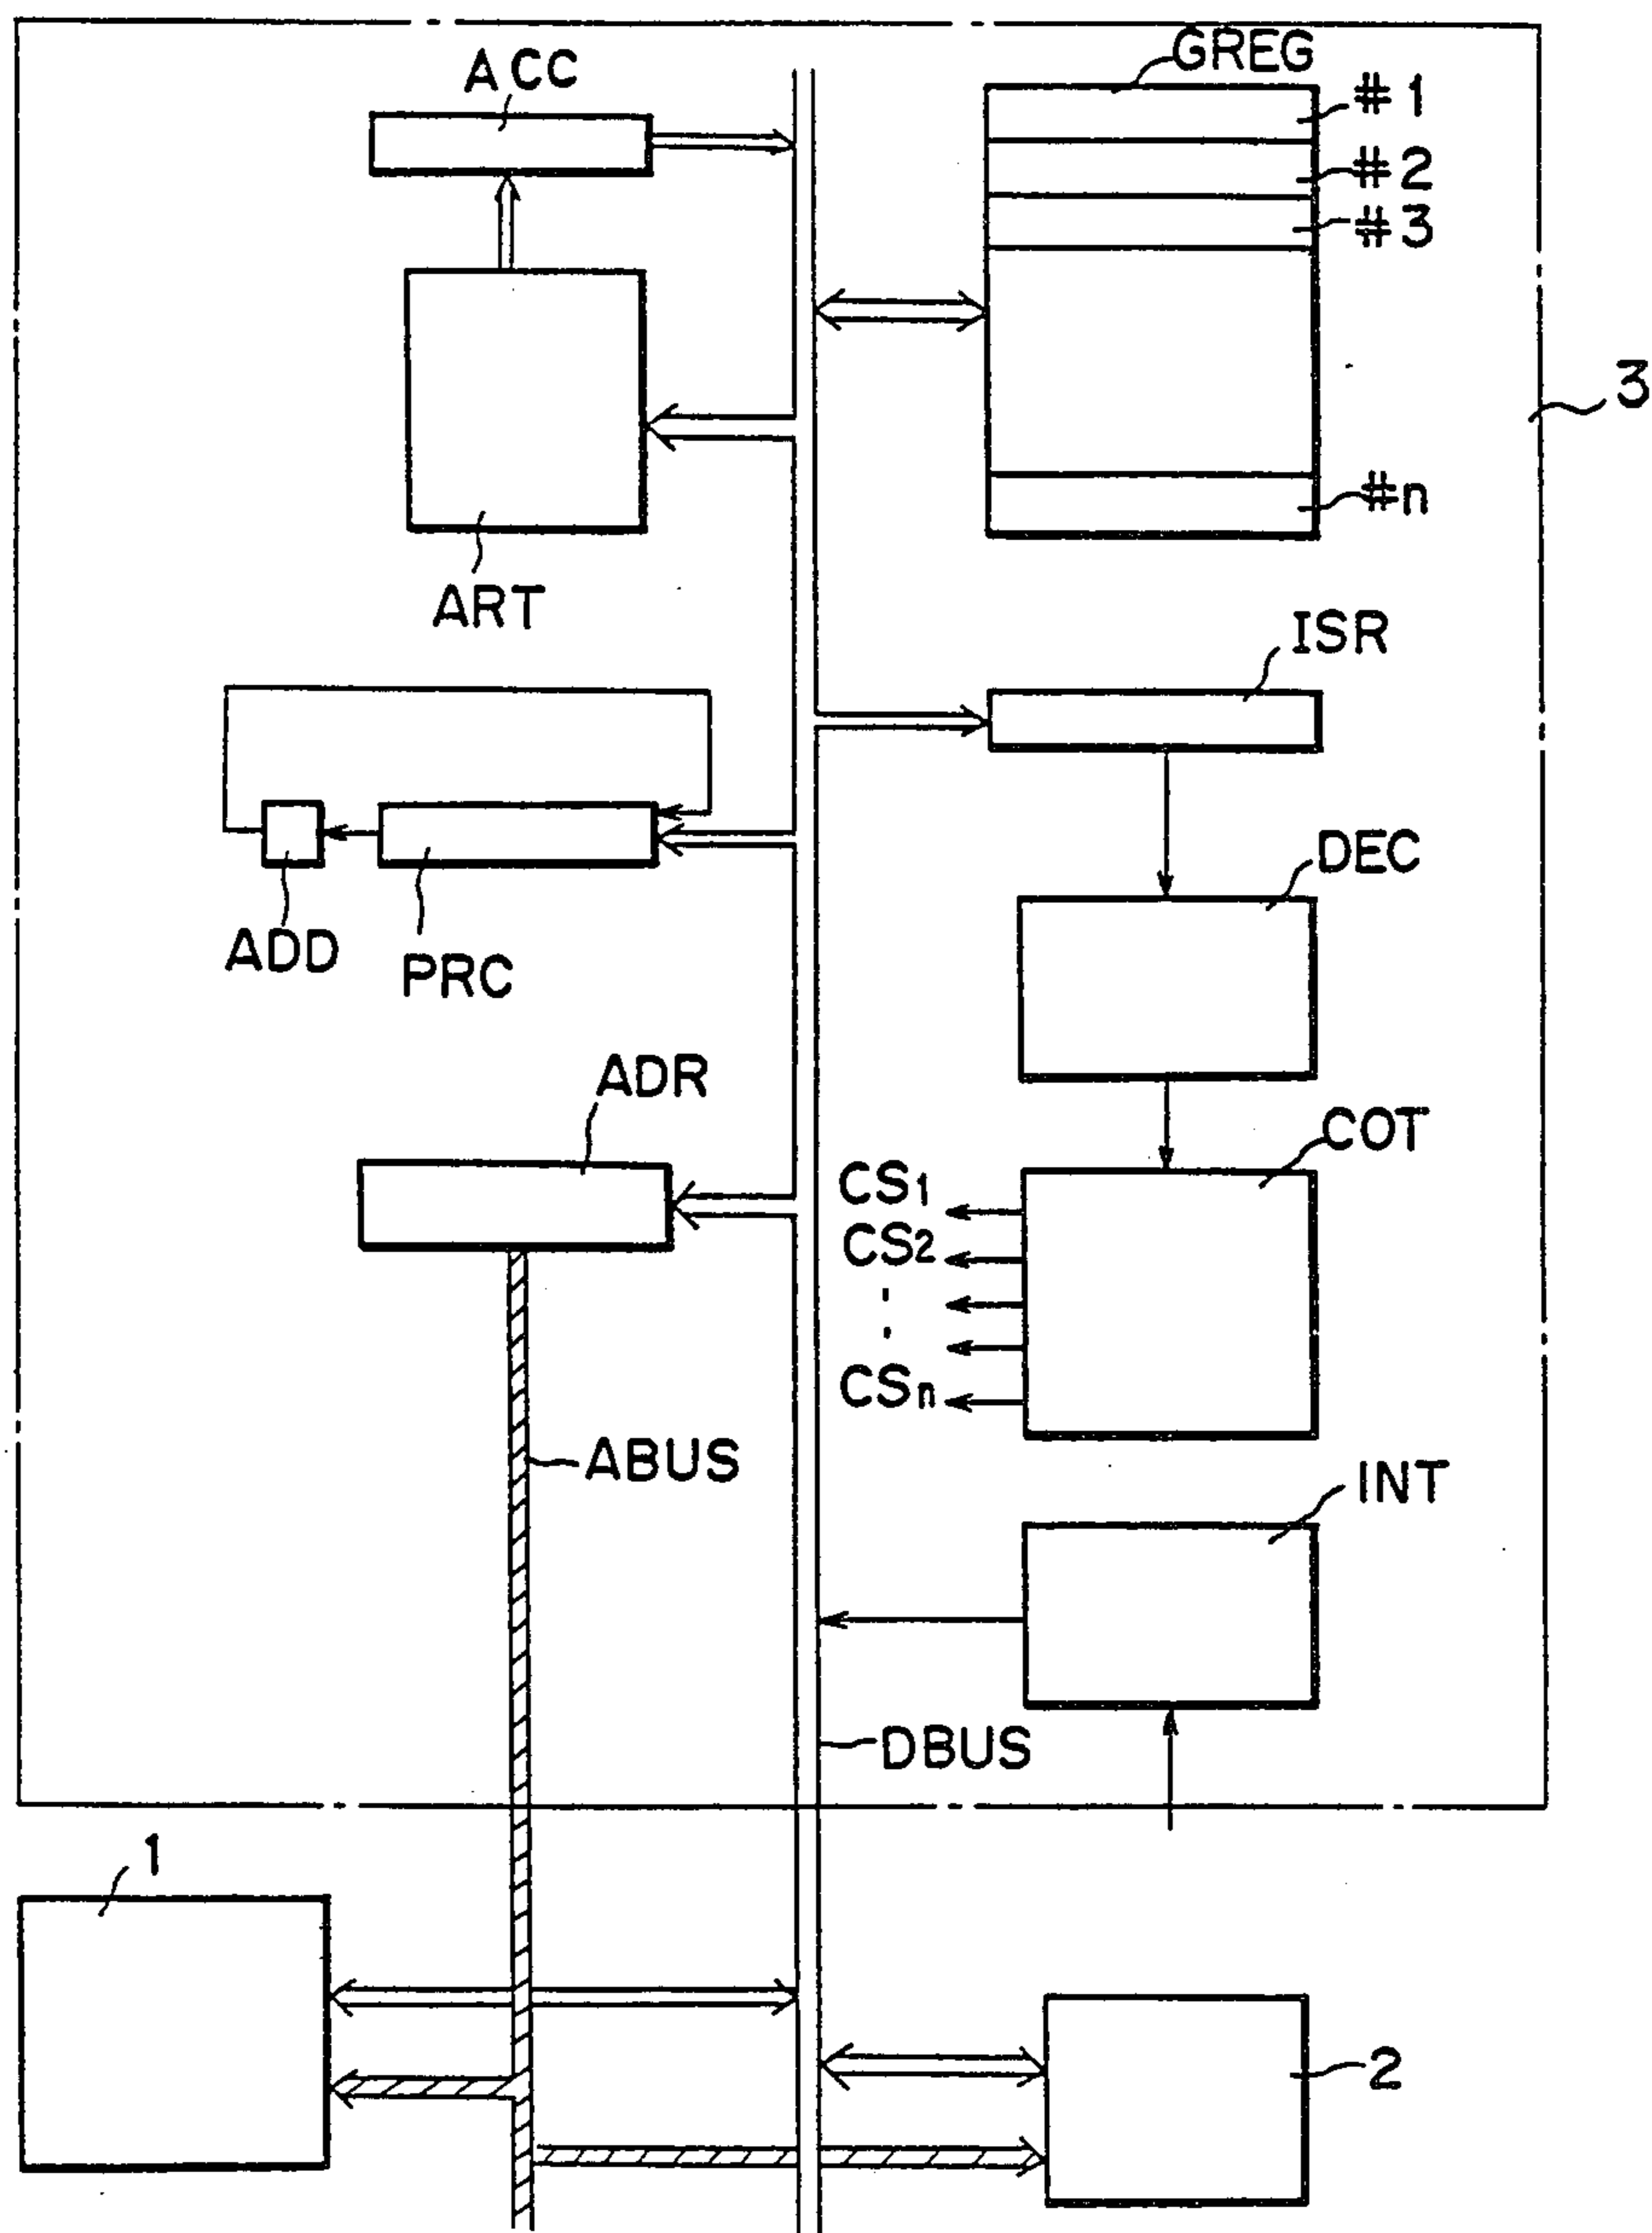 ACC
GREG
#1
#2
#3
3
#n
ART
ISR
DEC
ADD
PRC
ADR
COT
CS1
CS2
CSn
ABUS
INT
DBUS
1
2